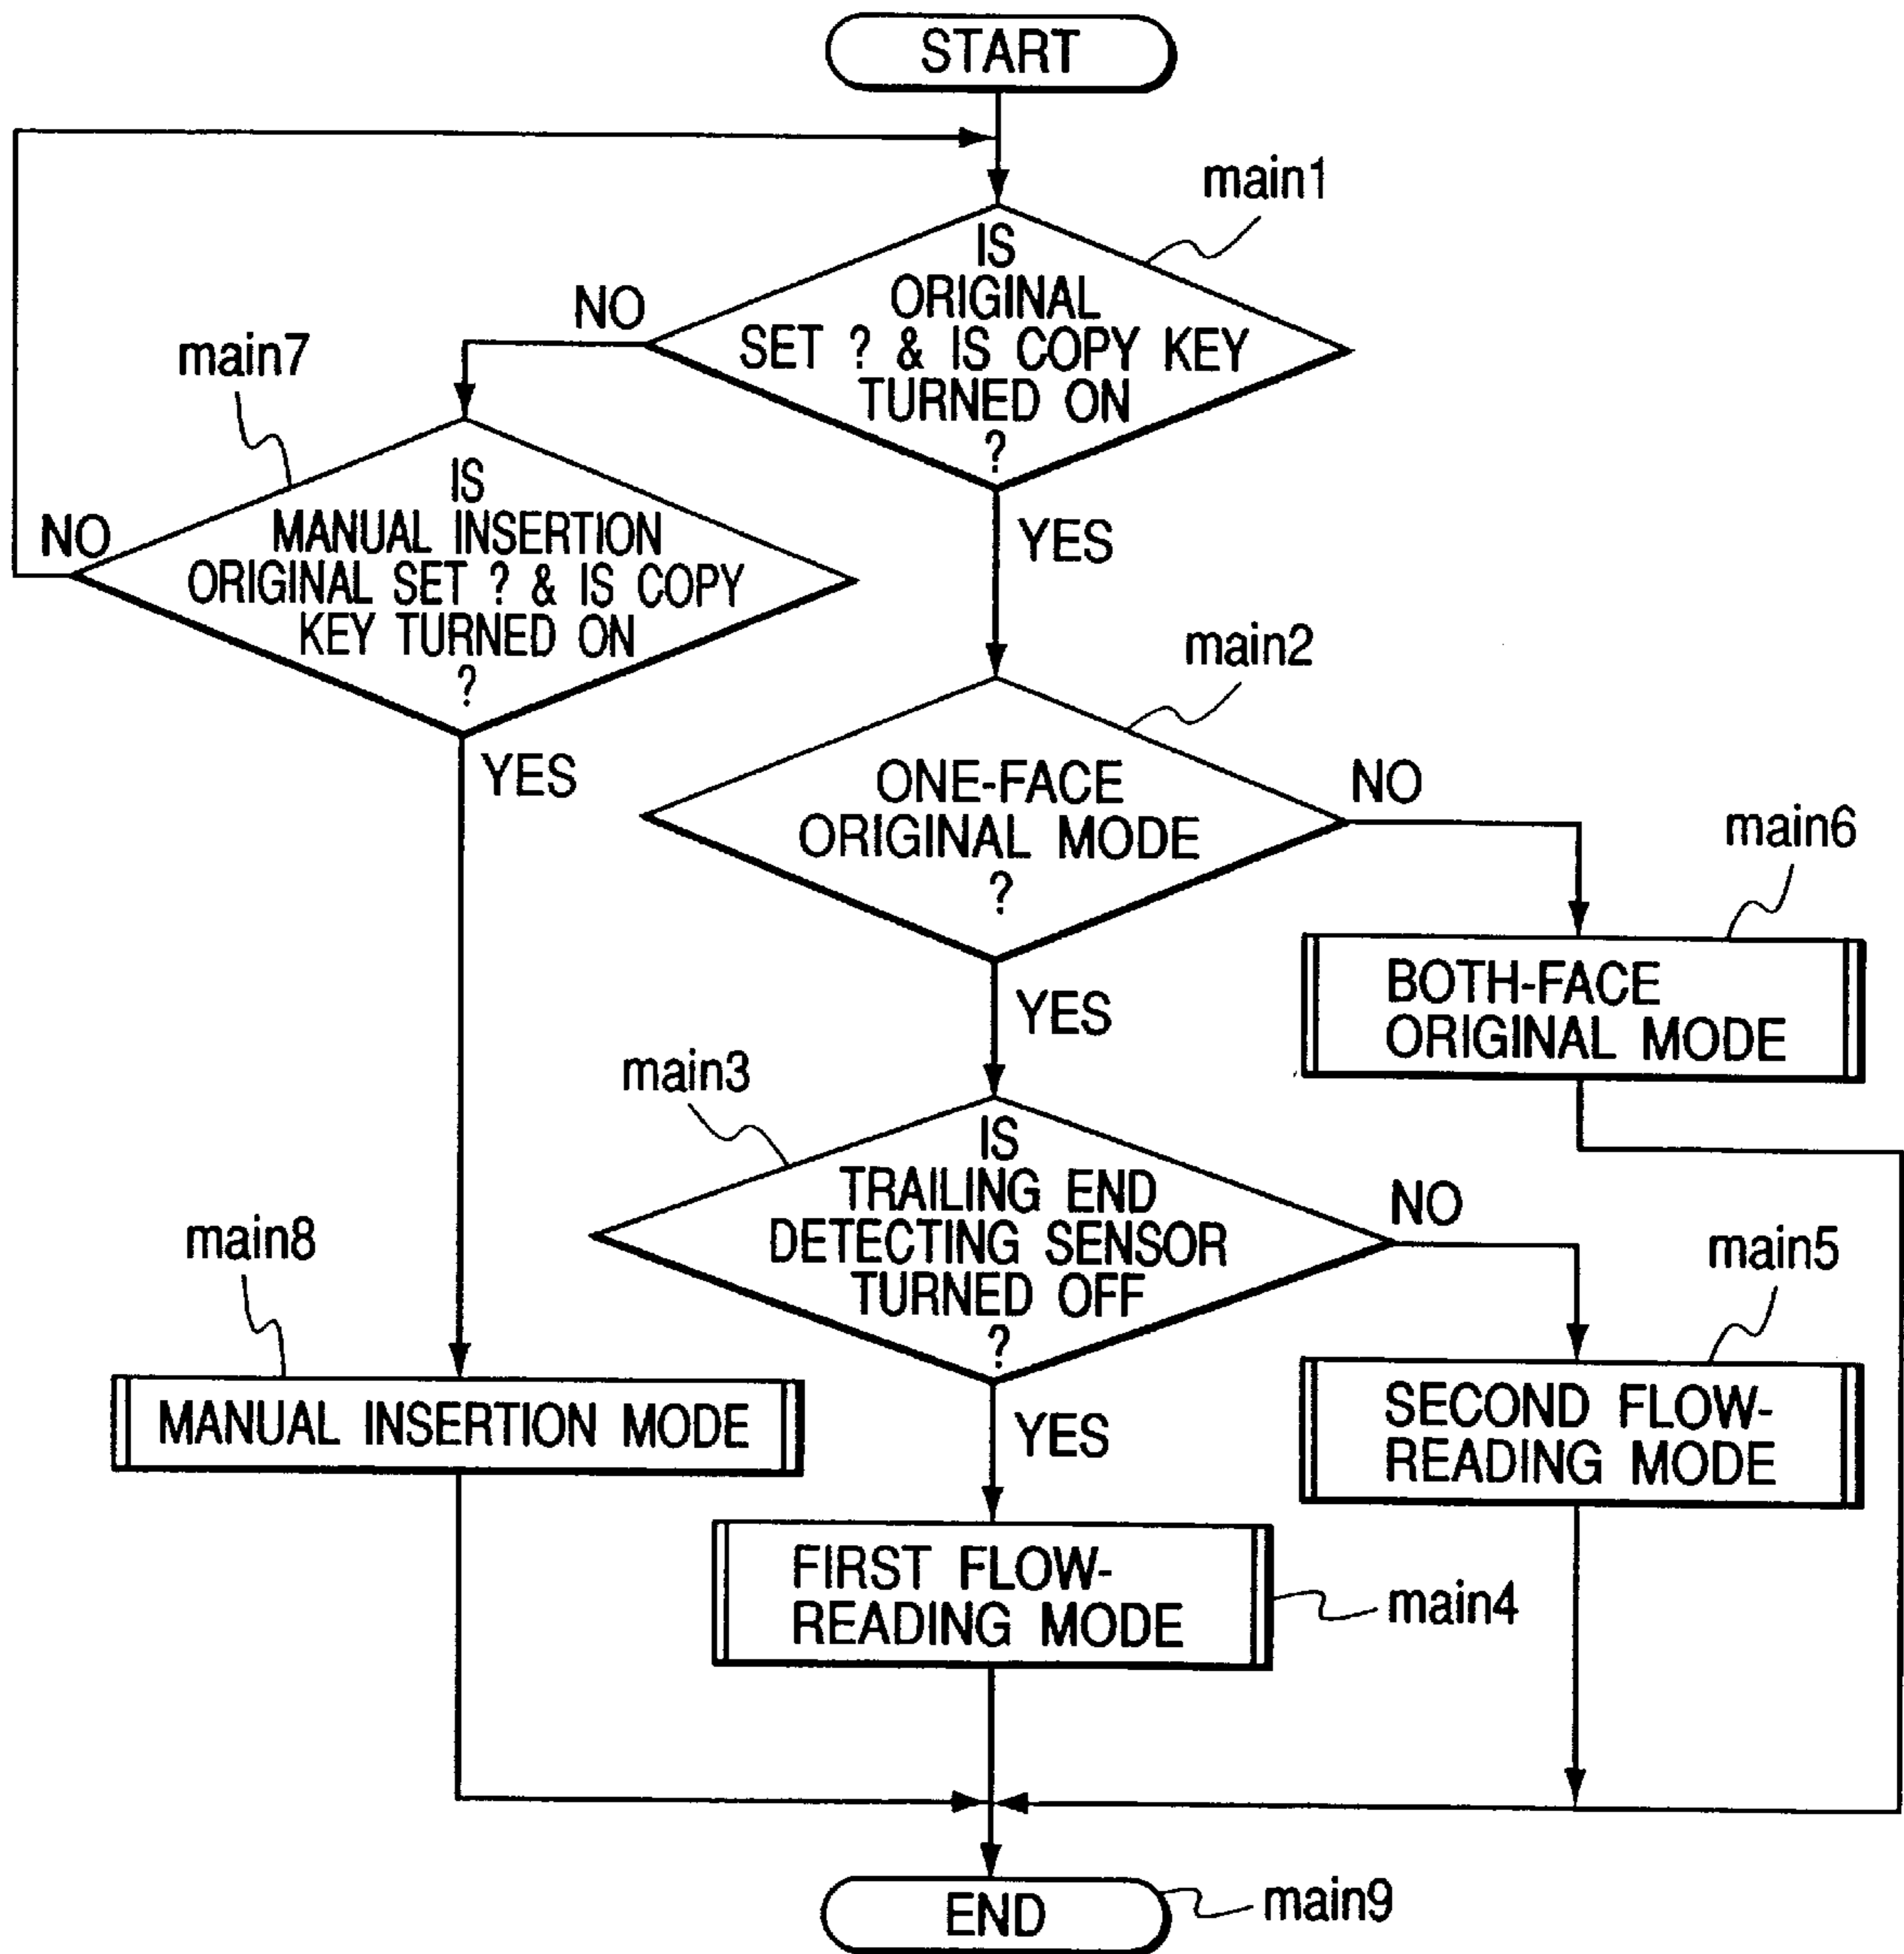 START
main1
IS
ORIGINAL
SET ? & IS COPY KEY
TURNED ON
?
NO
YES
main7
IS
MANUAL INSERTION
ORIGINAL SET ? & IS COPY
KEY TURNED ON
?
NO
YES
main2
ONE-FACE
ORIGINAL MODE
?
NO
YES
main6
BOTH-FACE
ORIGINAL MODE
main3
IS
TRAILING END
DETECTING SENSOR
TURNED OFF
?
NO
YES
main5
SECOND FLOW-
READING MODE
main8
MANUAL INSERTION MODE
FIRST FLOW-
READING MODE
main4
END
main9